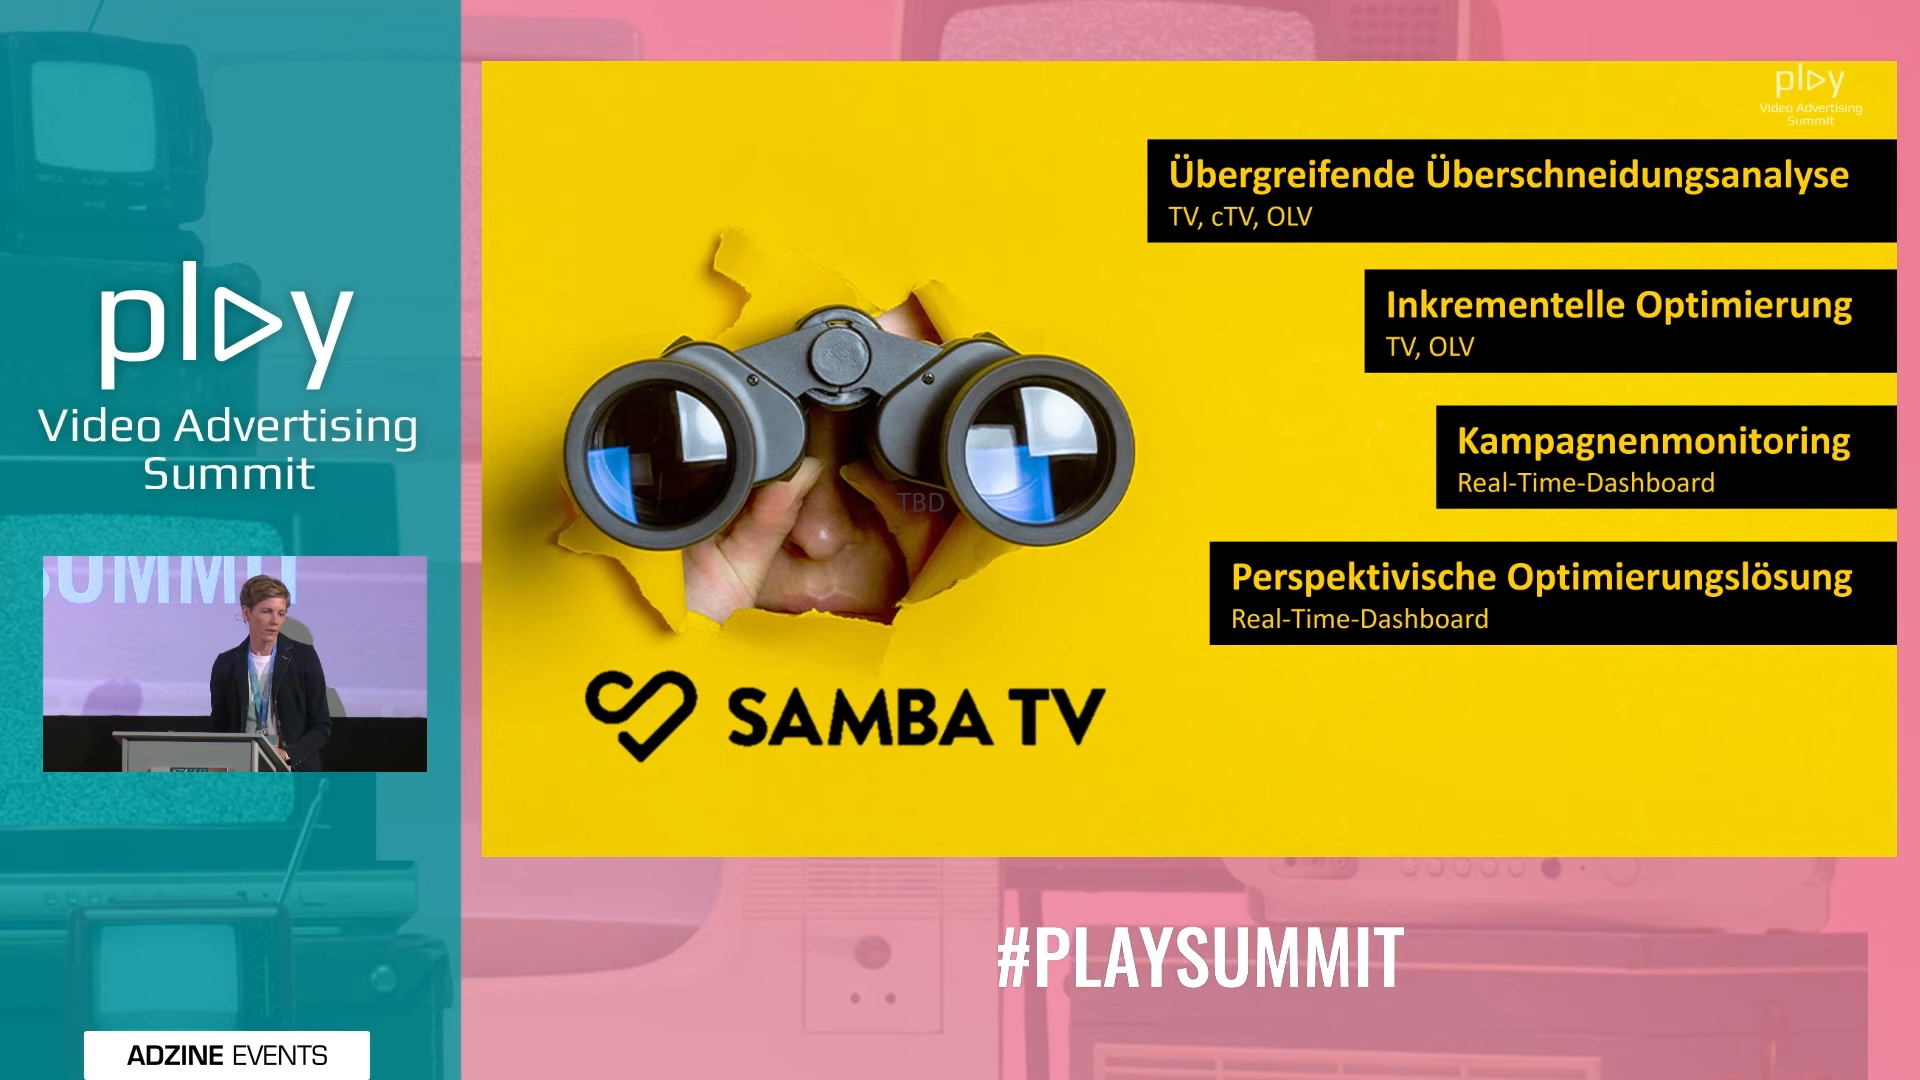 play
Video Advertising
Summit
SUMMIT
ADZINE EVENTS
play
Video Advertising
Summit
Übergreifende Überschneidungsanalyse
TV, cTV, OLV
Inkrementelle Optimierung
TV, OLV
Kampagnenmonitoring
Real-Time-Dashboard
Perspektivische Optimierungslösung
Real-Time-Dashboard
TBD
SAMBA TV
#PLAYSUMMIT